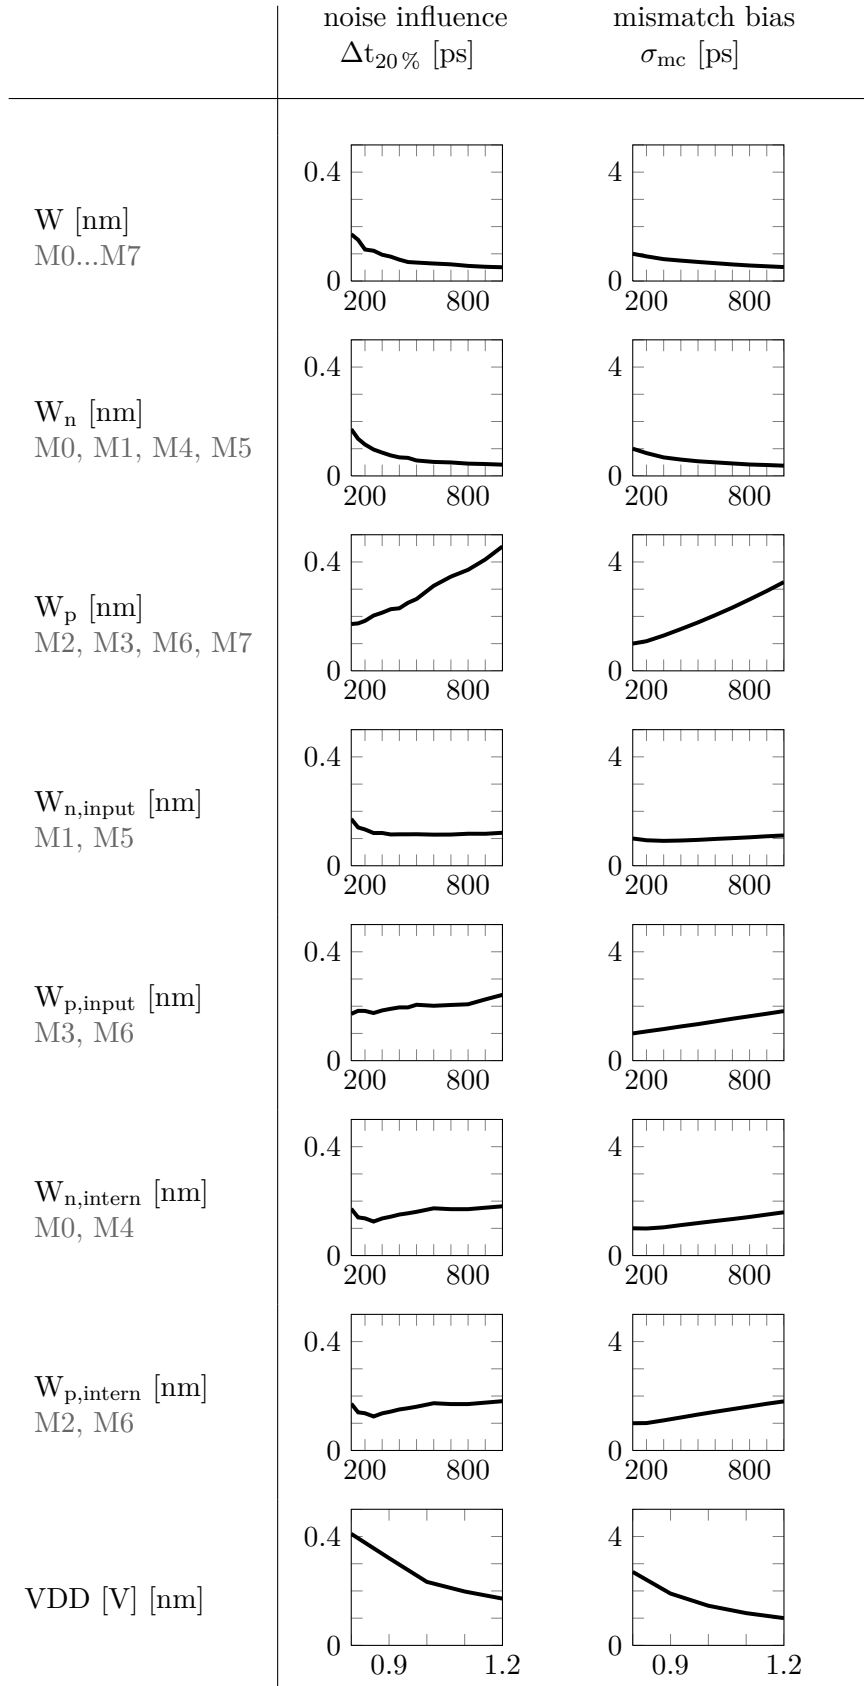 noise influence mismatch bias
Δt20 % [ps] σmc [ps]
0.4 4
W [nm]
M0...M7
0 0
200 800 200 800
0.4 4
Wn [nm]
M0, M1, M4, M5
0 0
200 800 200 800
0.4 4
Wp [nm]
M2, M3, M6, M7
0 0
200 800 200 800
0.4 4
Wn,input [nm]
M1, M5
0 0
200 800 200 800
0.4 4
Wp,input [nm]
M3, M6
0 0
200 800 200 800
0.4 4
Wn,intern [nm]
M0, M4
0 0
200 800 200 800
0.4 4
Wp,intern [nm]
M2, M6
0 0
200 800 200 800
0.4 4
VDD [V] [nm]
0 0
0.9 1.2 0.9 1.2